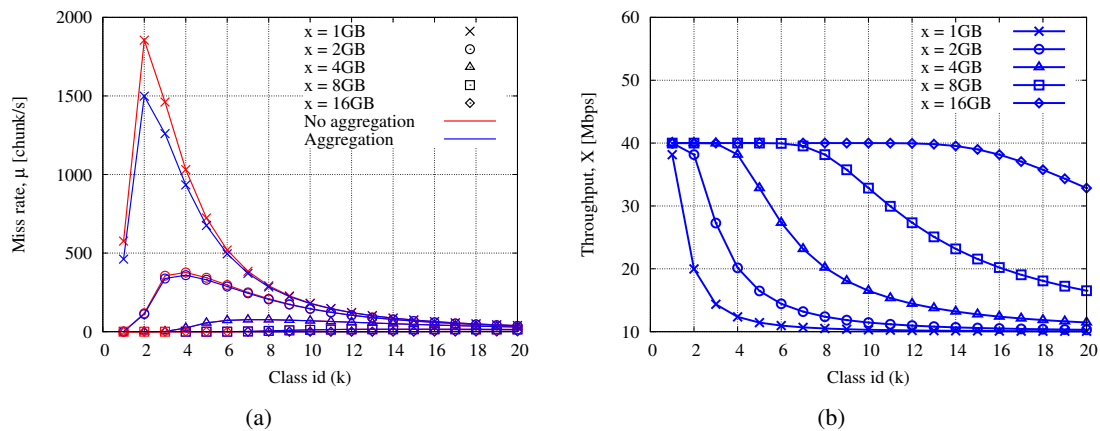 2000
1500
1000
500
0
Miss rate, μ [chunk/s]
x = 1GB
x = 2GB
x = 4GB
x = 8GB
x = 16GB
No aggregation
Aggregation
0 2 4 6 8 10 12 14 16 18 20
Class id (k)
(a)
60
50
40
30
20
10
Throughput, X [Mbps]
x = 1GB
x = 2GB
x = 4GB
x = 8GB
x = 16GB
0 2 4 6 8 10 12 14 16 18 20
Class id (k)
(b)